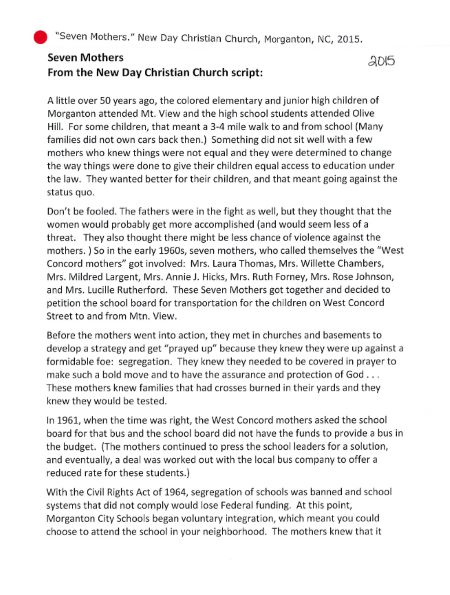 "Seven Mothers." New Day Christian Church, Morganton, NC, 2015.
Seven Mothers
2015
From the New Day Christian Church script:
A little over 50 years ago, the colored elementary and junior high children of
Morganton attended Mt. View and the high school students attended Olive
Hill.  For some children, that meant a 3-4 mile walk to and from school (Many
families did not own cars back then.)  Something did not sit well with a few
mothers who knew things were not equal and they were determined to change
the way things were done to give their children equal access to education under
the law.  They wanted better for their children, and that meant going against the
status quo.
Don't be fooled. The fathers were in the fight as well, but they thought that the
women would probably get more accomplished (and would seem less of a
threat.   They also thought there might be less chance of violence against the
mothers. ) So in the early 1960s, seven mothers, who called themselves the "West
Concord mothers" got involved:  Mrs. Laura Thomas, Mrs. Willette Chambers,
Mrs. Mildred Largent, Mrs. Annie J. Hicks, Mrs. Ruth Forney, Mrs. Rose Johnson,
and Mrs. Lucille Rutherford.  These Seven Mothers got together and decided to
petition the school board for transportation for the children on West Concord
Street to and from Mtn. View.
Before the mothers went into action, they met in churches and basements to
develop a strategy and get "prayed up" because they knew they were up against a
formidable foe:  segregation.  They knew they needed to be covered in prayer to
make such a bold move and to have the assurance and protection of God . . .
These mothers knew families that had crosses burned in their yards and they
knew they would be tested.
In 1961, when the time was right, the West Concord mothers asked the school
board for that bus and the school board did not have the funds to provide a bus in
the budget.  (The mothers continued to press the school leaders for a solution,
and eventually, a deal was worked out with the local bus company to offer a
reduced rate for these students.)
With the Civil Rights Act of 1964, segregation of schools was banned and school
systems that did not comply would lose Federal funding.  At this point,
Morganton City Schools began voluntary integration, which meant you could
choose to attend the school in your neighborhood.  The mothers knew that it